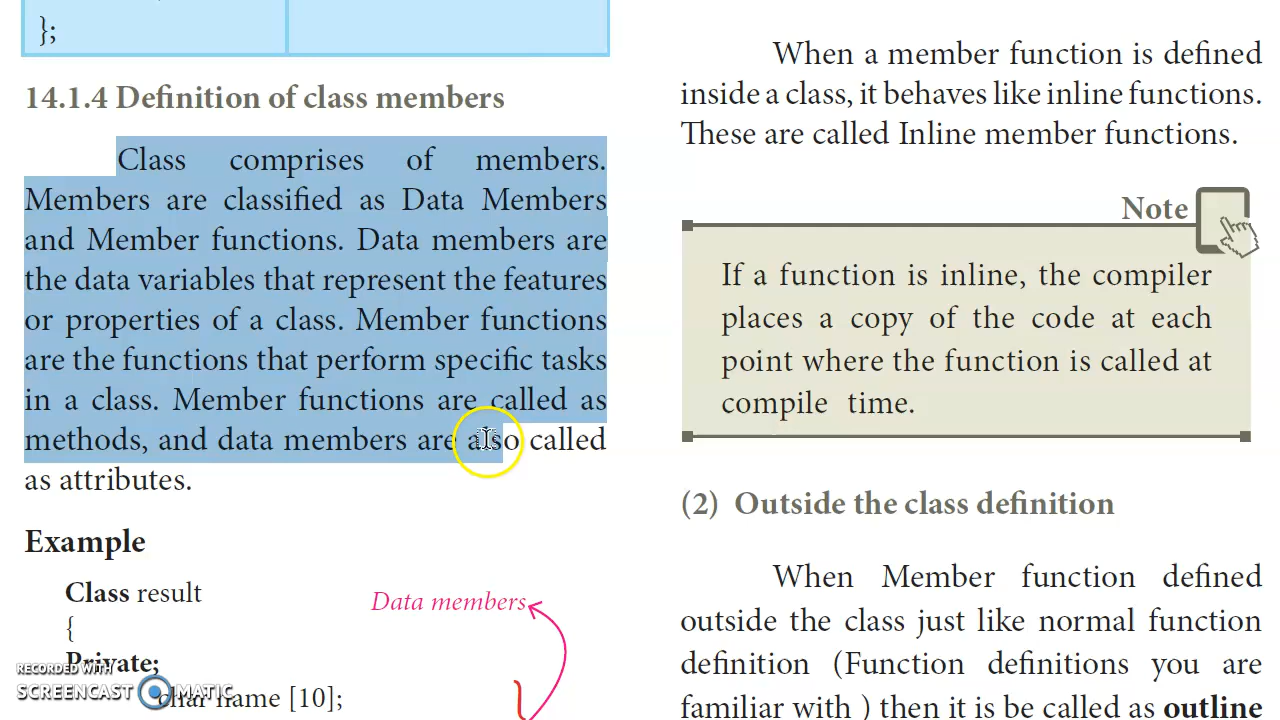 };
14.1.4 Definition of class members
Class comprises of members.
Members are classified as Data Members
and Member functions. Data members are
the data variables that represent the features
or properties of a class. Member functions
are the functions that perform specific tasks
in a class. Member functions are called as
methods, and data members are also called
as attributes.
Example
Class result
{
Private;
char name [10];
Data members
When a member function is defined
inside a class, it behaves like inline functions.
These are called Inline member functions.
Note
If a function is inline, the compiler
places a copy of the code at each
point where the function is called at
compile time.
(2) Outside the class definition
When Member function defined
outside the class just like normal function
definition (Function definitions you are
familiar with ) then it is be called as outline
RECORDED WITH
SCREENCAST MATIC